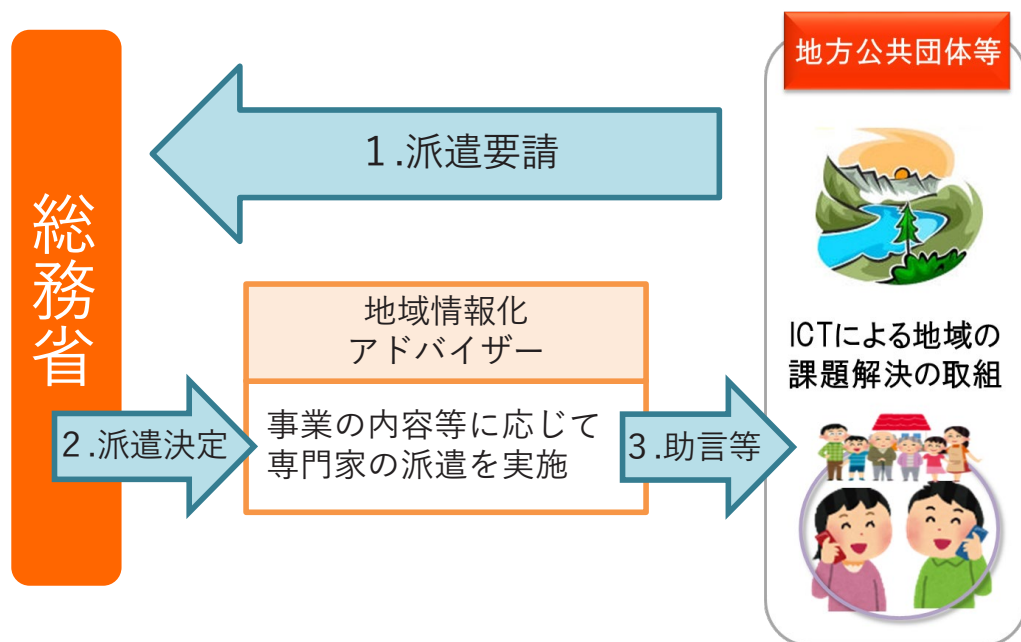 地方公共団体等
1.派遣要請
総務省
地域情報化
アドバイザー
ICTによる地域の
課題解決の取組
2.派遣決定
事業の内容等に応じて
専門家の派遣を実施
3.助言等